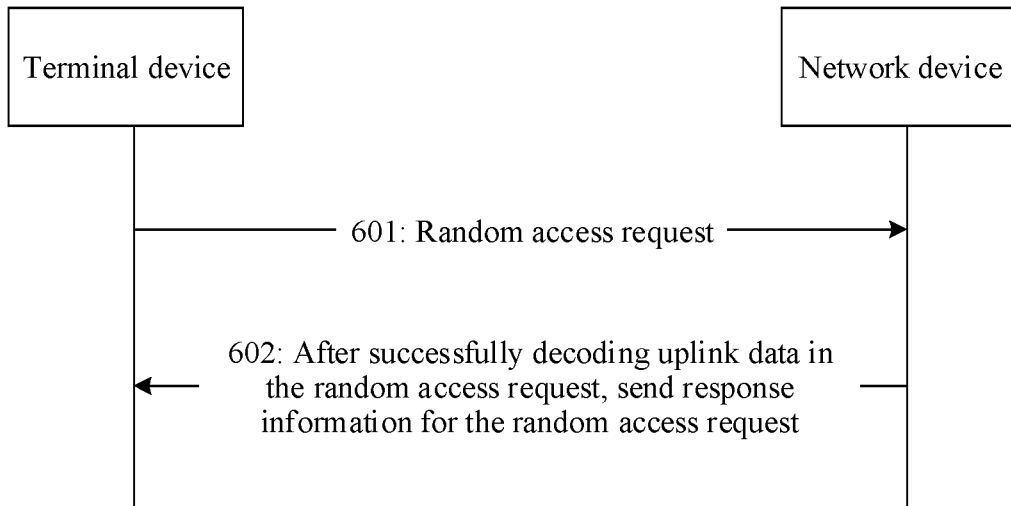 Terminal device
Network device
601: Random access request
602: After successfully decoding uplink data in
the random access request, send response
information for the random access request